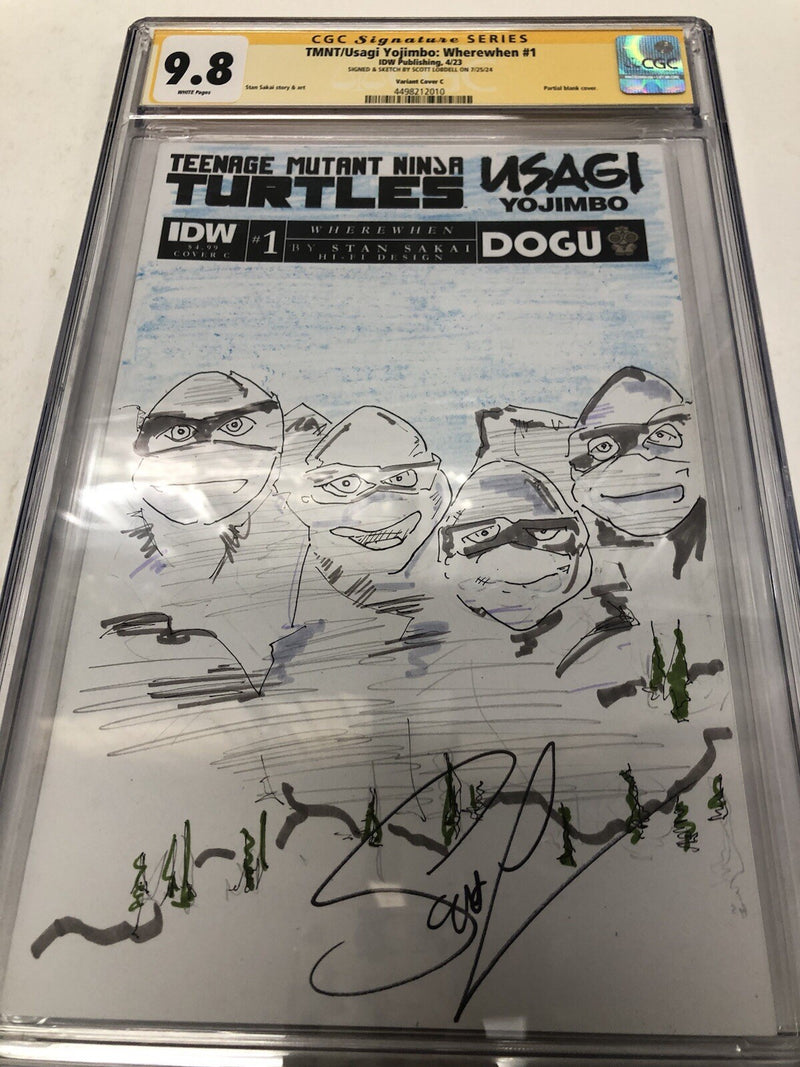 CGC Signature SERIES
9.8
WHITE Pages
TMNT/Usagi Yojimbo: Wherewhen #1
IDW Publishing, 4/23
SIGNED & SKETCH BY SCOTT LOBDELL ON 7/25/24
Stan Sakai story & art
Variant Cover C
Partial blank cover.
4498212010
CGC
TEENAGE MUTANT NINJA
TURTLES
USAGI
YOJIMBO
IDW
$4.99
COVER C
#1
WHEREWHEN
BY STAN SAKAI
HI-FI DESIGN
DOGU